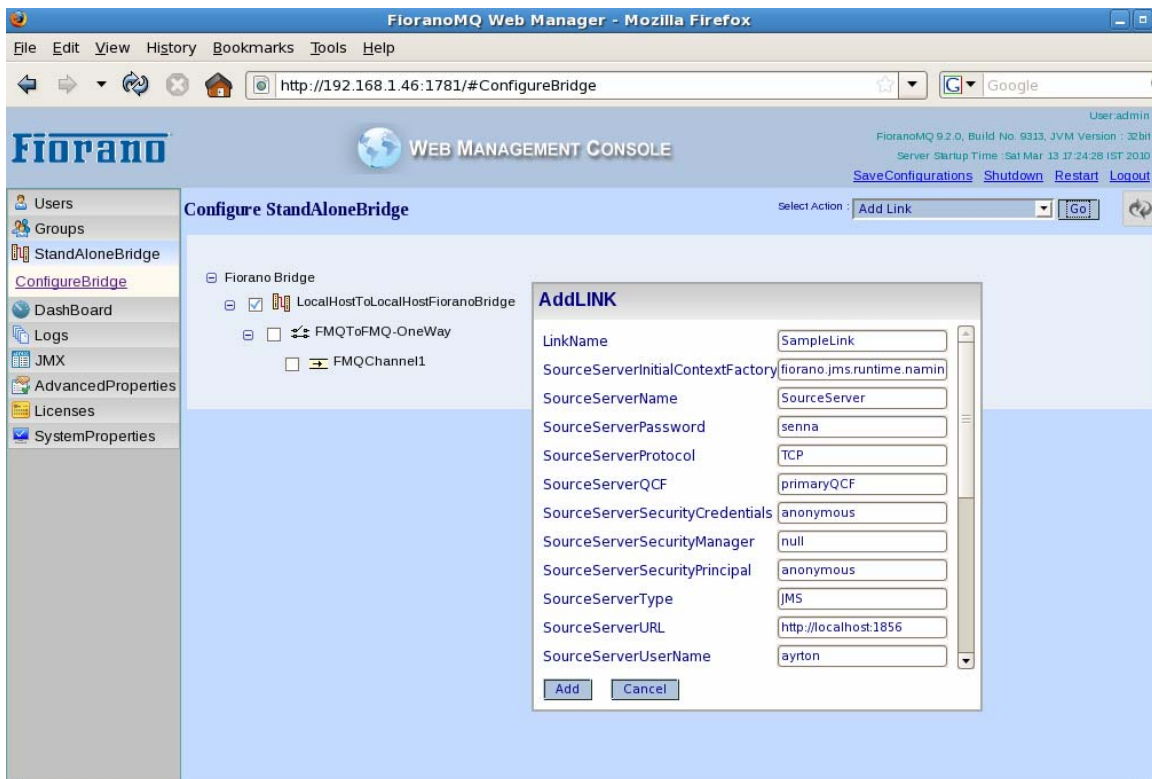 FioranoMQ Web Manager - Mozilla Firefox
File Edit View History Bookmarks Tools Help
http://192.168.1.46:1781/#ConfigureBridge
G Google
Fiorano
WEB MANAGEMENT CONSOLE
User:admin
FioranoMQ 9.2.0, Build No. 9313, JVM Version : 32bit
Server Startup Time :Sat Mar 13 17:24:28 IST 2010
SaveConfigurations Shutdown Restart Logout
Users
Groups
StandAloneBridge
ConfigureBridge
DashBoard
Logs
JMX
AdvancedProperties
Licenses
SystemProperties
Configure StandAloneBridge
Select Action : Add Link Go
Fiorano Bridge
LocalHostToLocalHostFioranoBridge
FMQToFMQ-OneWay
FMQChannel1
AddLINK
LinkName SampleLink
SourceServerInitialContextFactory fiorano.jms.runtime.namin
SourceServerName SourceServer
SourceServerPassword senna
SourceServerProtocol TCP
SourceServerQCF primaryQCF
SourceServerSecurityCredentials anonymous
SourceServerSecurityManager null
SourceServerSecurityPrincipal anonymous
SourceServerType JMS
SourceServerURL http://localhost:1856
SourceServerUserName ayrton
Add Cancel